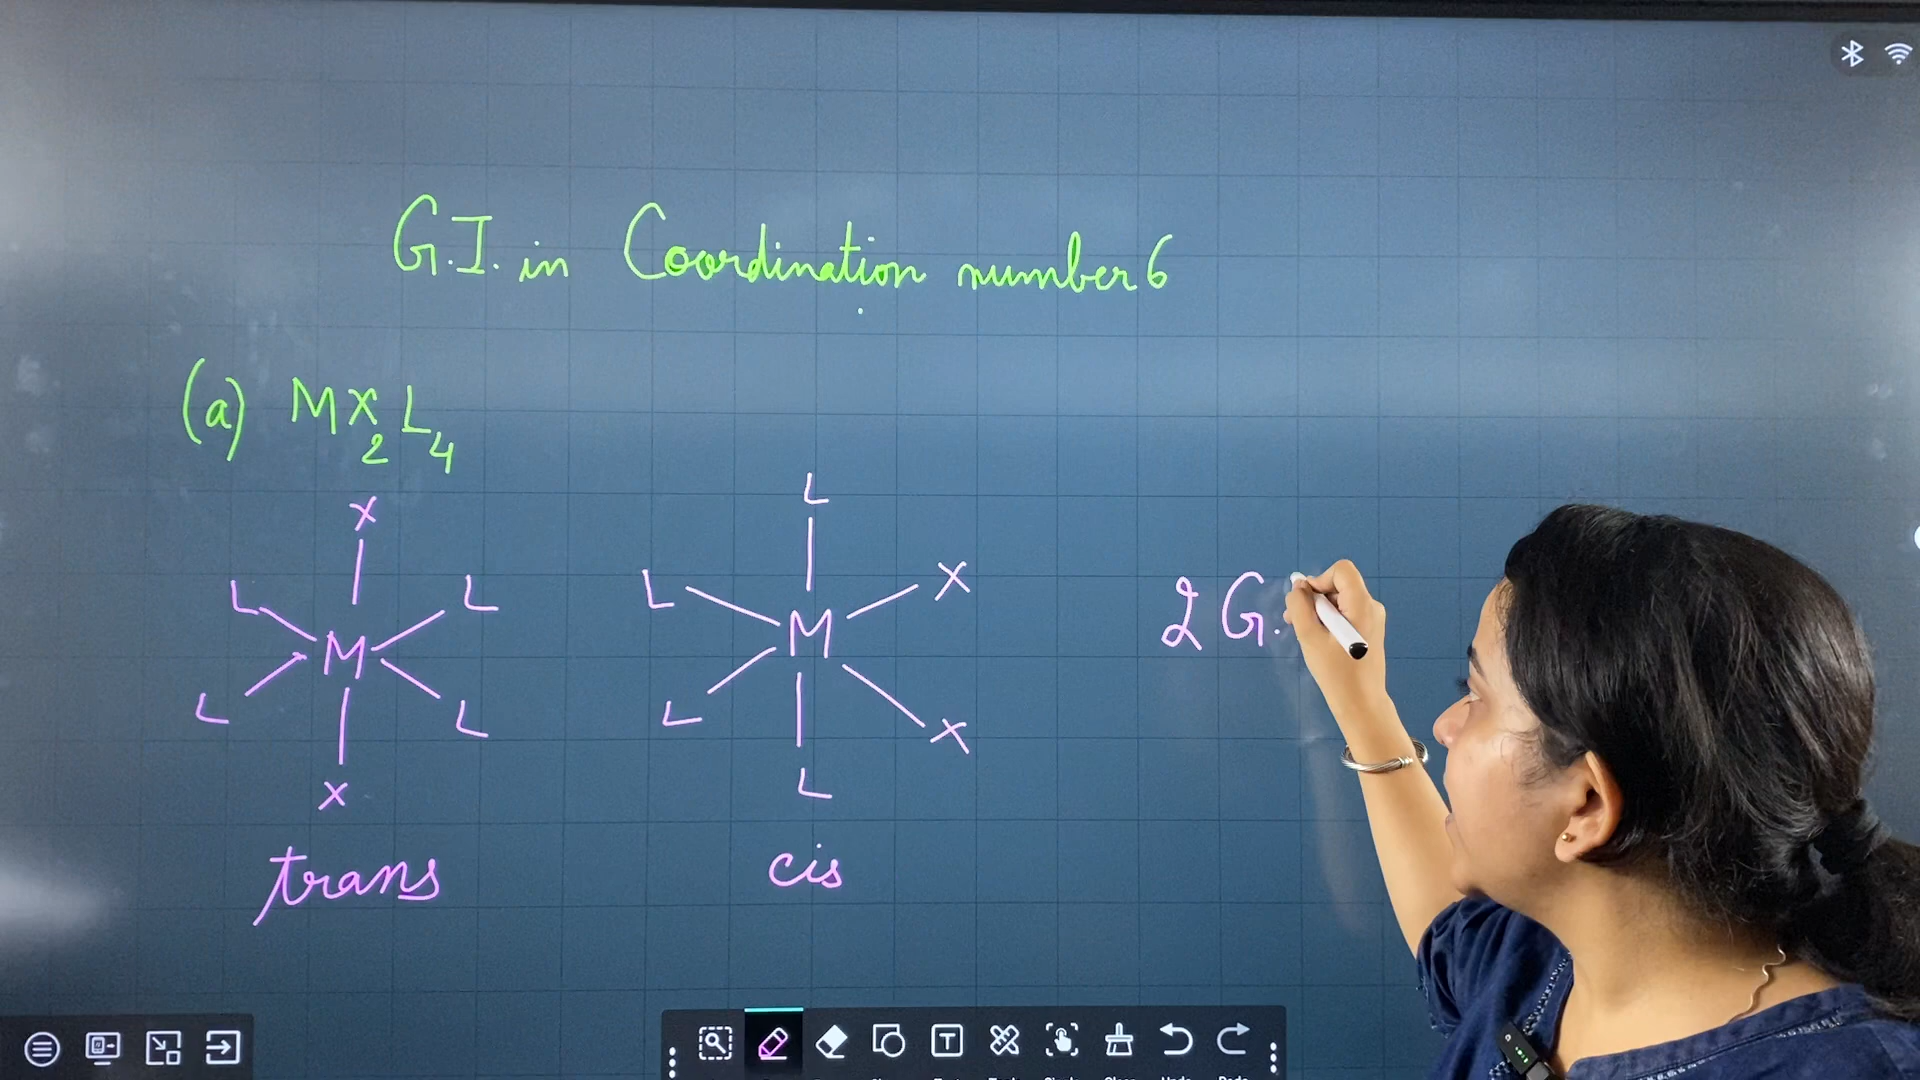 G.I. in Coordination number 6
(a) MX₂L₄
X
L L
M
L L
X
trans
L
L X
M
L X
L
cis
2 G.